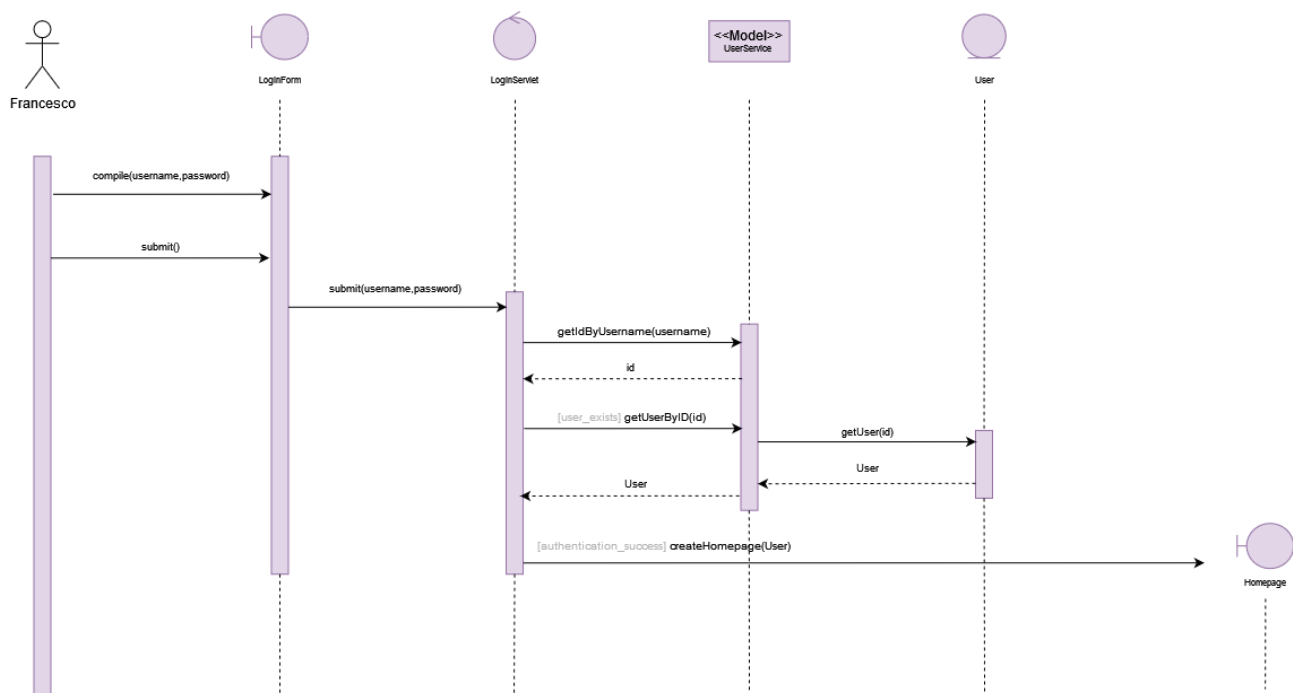 <<Model>>
UserService
LogInForm
LogInServlet
User
Francesco
compile(username,password)
submit()
submit(username,password)
getIdByUsername(username)
id
[user_exists] getUserByID(id)
getUser(id)
User
User
[authentication_success] createHomepage(User)
Homepage